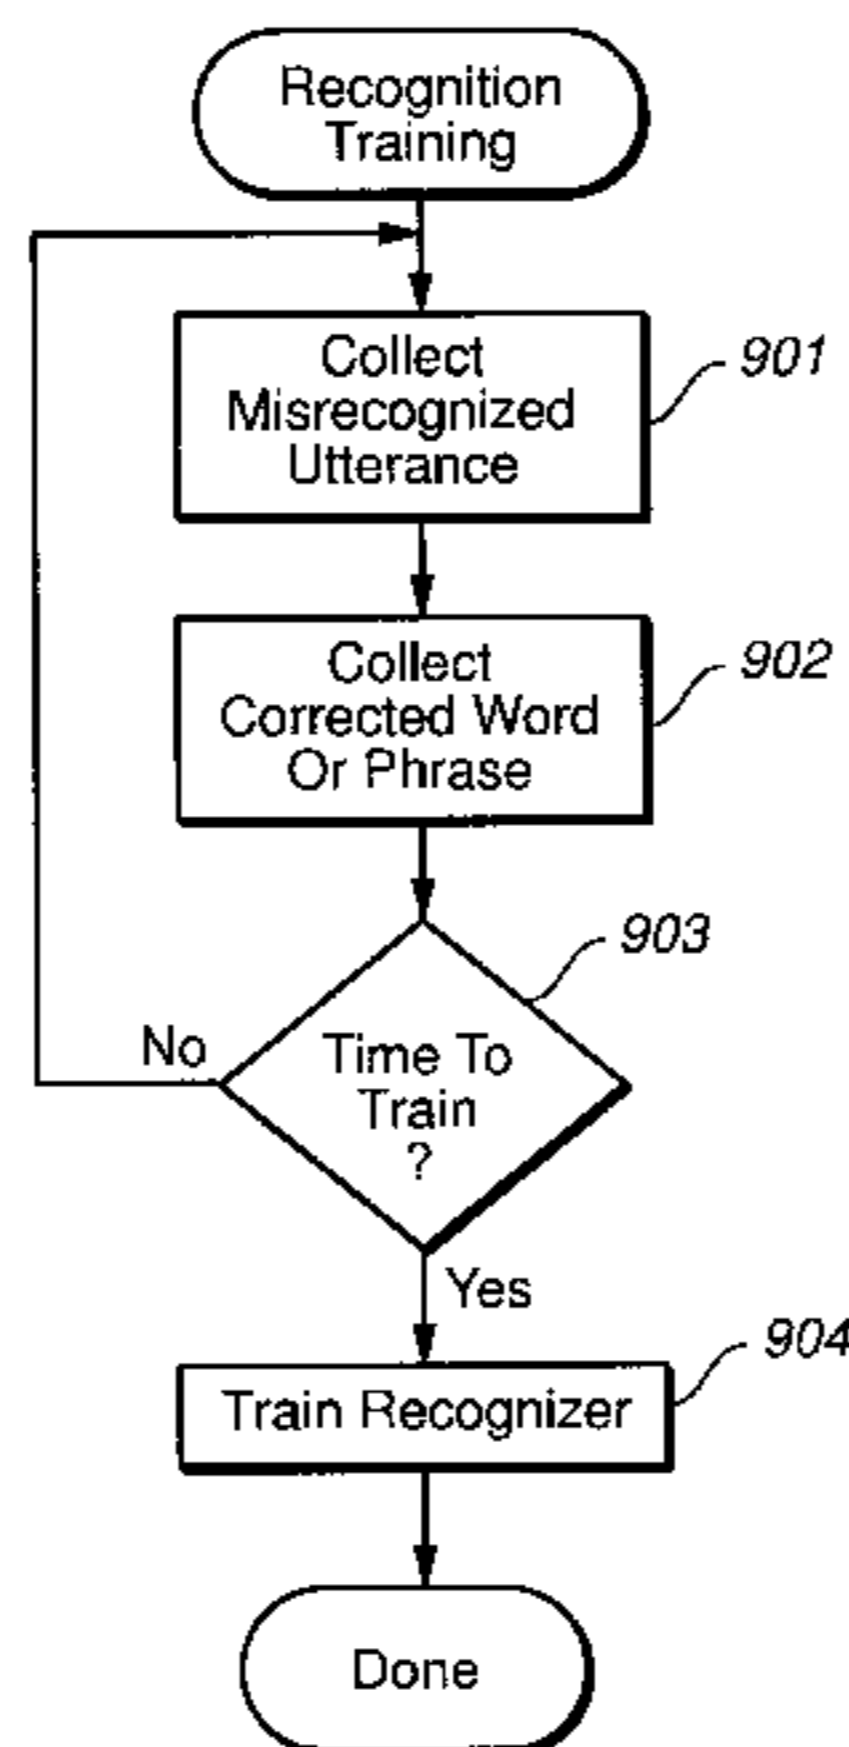 Recognition
Training
Collect
Misrecognized
Utterance
901
Collect
Corrected Word
Or Phrase
902
903
Time To
Train
?
No
Yes
904
Train Recognizer
Done